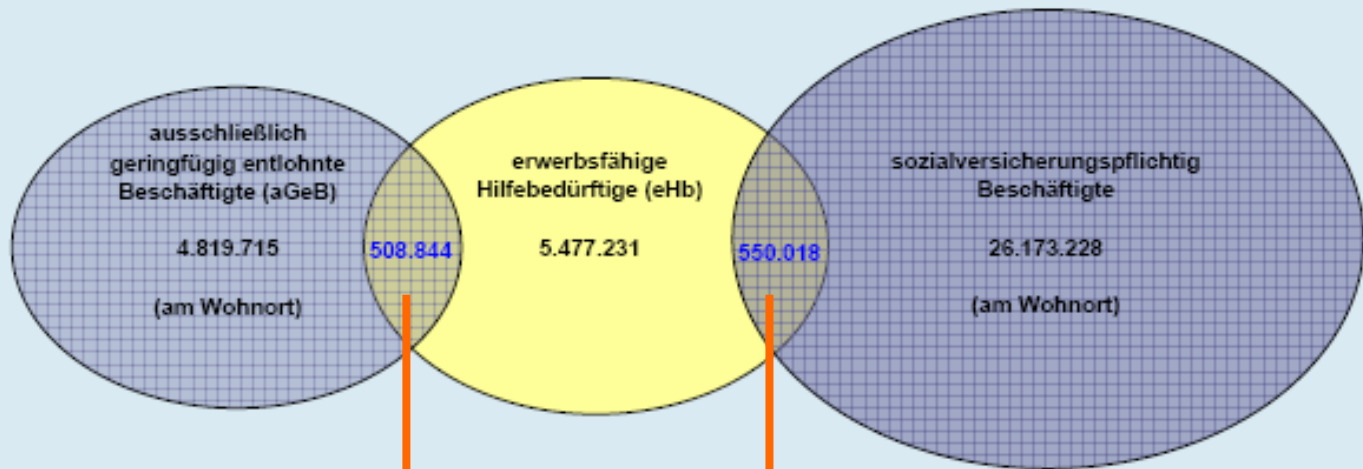 ausschließlich
geringfügig entlohnte
Beschäftigte (aGeB)
4.819.715
(am Wohnort)
508.844
erwerbsfähige
Hilfebedürftige (eHb)
5.477.231
550.018
sozialversicherungspflichtig
Beschäftigte
26.173.228
(am Wohnort)